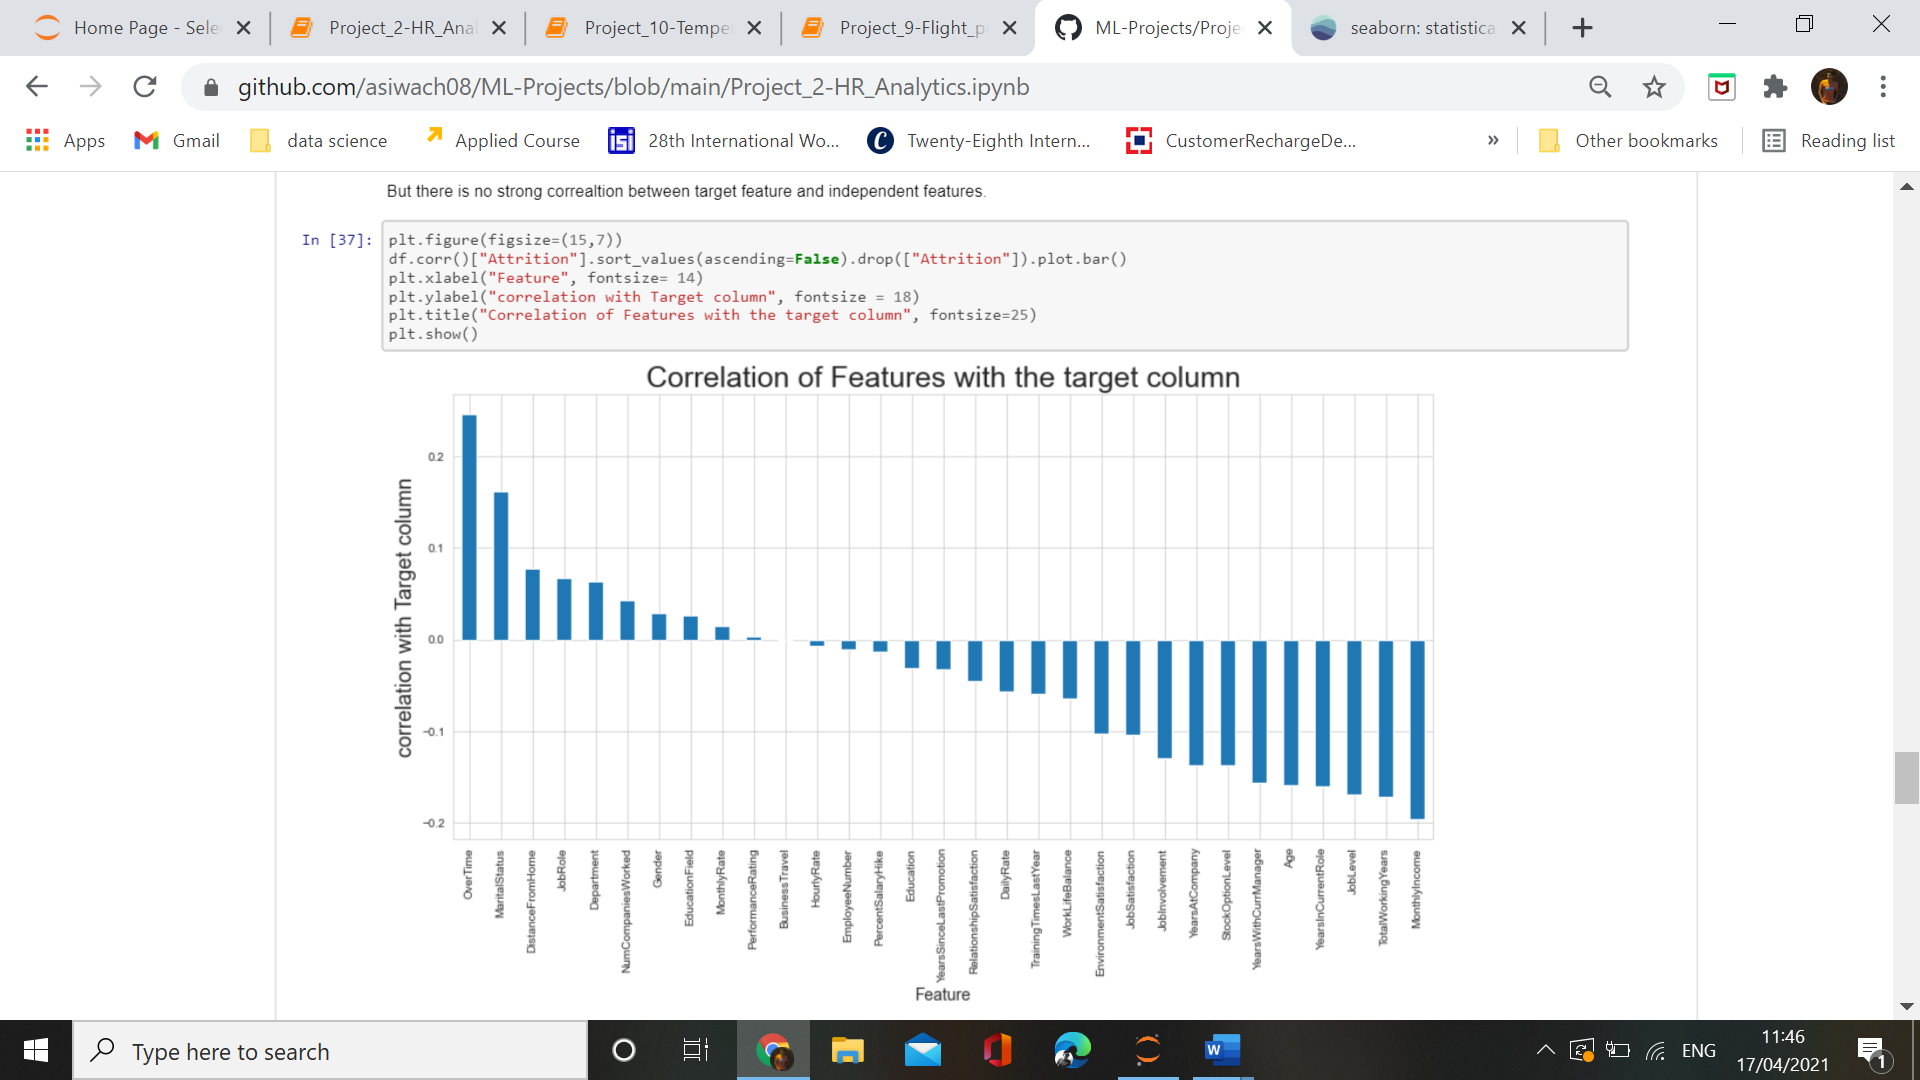 Home Page - Sele
Project_2-HR_Anal
Project_10-Tempe
Project_9-Flight_p
ML-Projects/Proje
seaborn: statistica
github.com/asiwach08/ML-Projects/blob/main/Project_2-HR_Analytics.ipynb
Apps
Gmail
data science
Applied Course
28th International Wo...
Twenty-Eighth Intern...
CustomerRechargeDe...
»
Other bookmarks
Reading list
But there is no strong correaltion between target feature and independent features.
In [37]:
plt.figure(figsize=(15,7))
df.corr()["Attrition"].sort_values(ascending=False).drop(["Attrition"]).plot.bar()
plt.xlabel("Feature", fontsize= 14)
plt.ylabel("correlation with Target column", fontsize = 18)
plt.title("Correlation of Features with the target column", fontsize=25)
plt.show()
Correlation of Features with the target column
correlation with Target column
0.2
0.1
0.0
−0.1
−0.2
OverTime
MaritalStatus
DistanceFromHome
JobRole
Department
NumCompaniesWorked
Gender
EducationField
MonthlyRate
PerformanceRating
BusinessTravel
HourlyRate
EmployeeNumber
PercentSalaryHike
Education
YearsSinceLastPromotion
RelationshipSatisfaction
DailyRate
TrainingTimesLastYear
WorkLifeBalance
EnvironmentSatisfaction
JobSatisfaction
JobInvolvement
YearsAtCompany
StockOptionLevel
YearsWithCurrManager
Age
YearsInCurrentRole
JobLevel
TotalWorkingYears
MonthlyIncome
Feature
Type here to search
ENG
11:46
17/04/2021
1